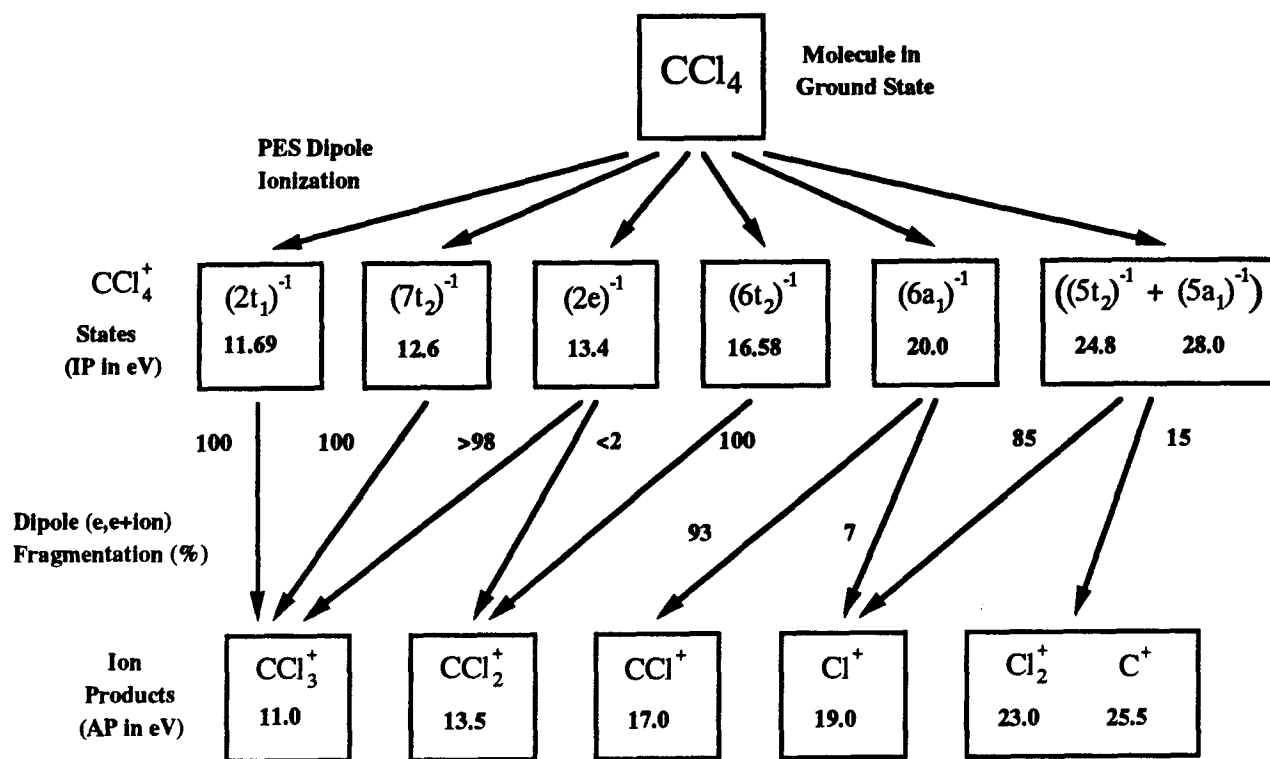 CCl₄
Molecule in
Ground State
PES Dipole
Ionization
CCl₄⁺
States
(IP in eV)
(2t₁)⁻¹
11.69
(7t₂)⁻¹
12.6
(2e)⁻¹
13.4
(6t₂)⁻¹
16.58
(6a₁)⁻¹
20.0
((5t₂)⁻¹ + (5a₁)⁻¹)
24.8 28.0
100 100 >98 <2 100 85 15
Dipole (e,e+ion)
Fragmentation (%)
93 7
Ion
Products
(AP in eV)
CCl₃⁺
11.0
CCl₂⁺
13.5
CCl⁺
17.0
Cl⁺
19.0
Cl₂⁺ C⁺
23.0 25.5